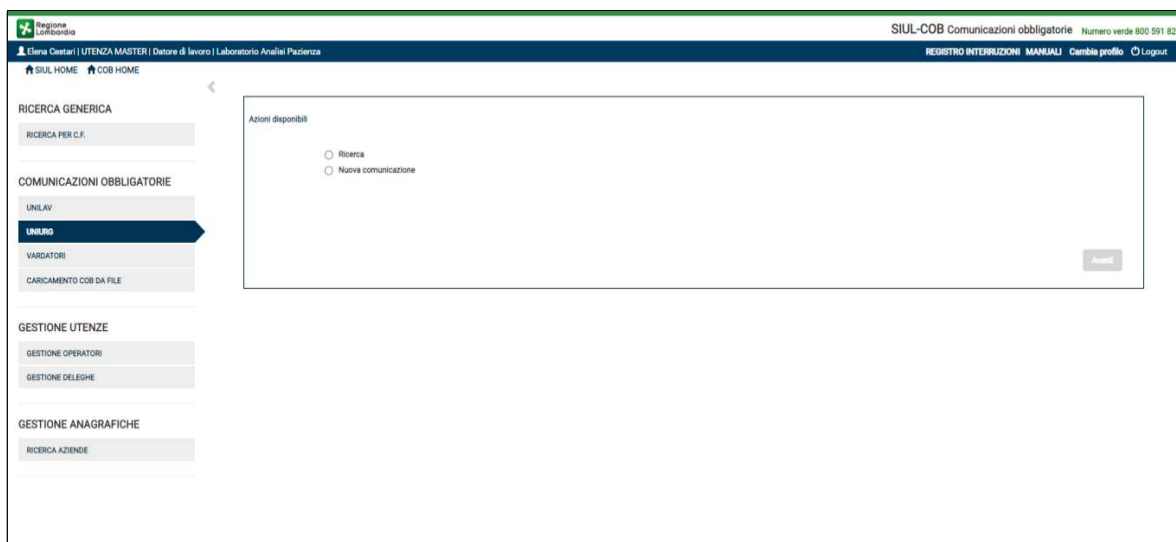 Regione
Lombardia
SIUL-COB Comunicazioni obbligatorie Numero verde 800 591 82
Elena Cestari | UTENZA MASTER | Datore di lavoro | Laboratorio Analisi Pazienza
REGISTRO INTERRUZIONI MANUALI Cambia profilo Logout
SIUL HOME COB HOME
RICERCA GENERICA
RICERCA PER C.F.
COMUNICAZIONI OBBLIGATORIE
UNILAV
UNIURG
VARDATORI
CARICAMENTO COB DA FILE
GESTIONE UTENZE
GESTIONE OPERATORI
GESTIONE DELEGHE
GESTIONE ANAGRAFICHE
RICERCA AZIENDE
Azioni disponibili
Ricerca
Nuova comunicazione
Avanti